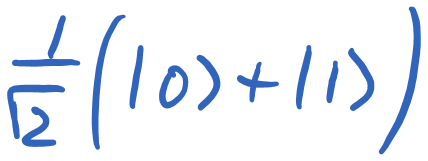 1/√2 (|0⟩ + |1⟩)